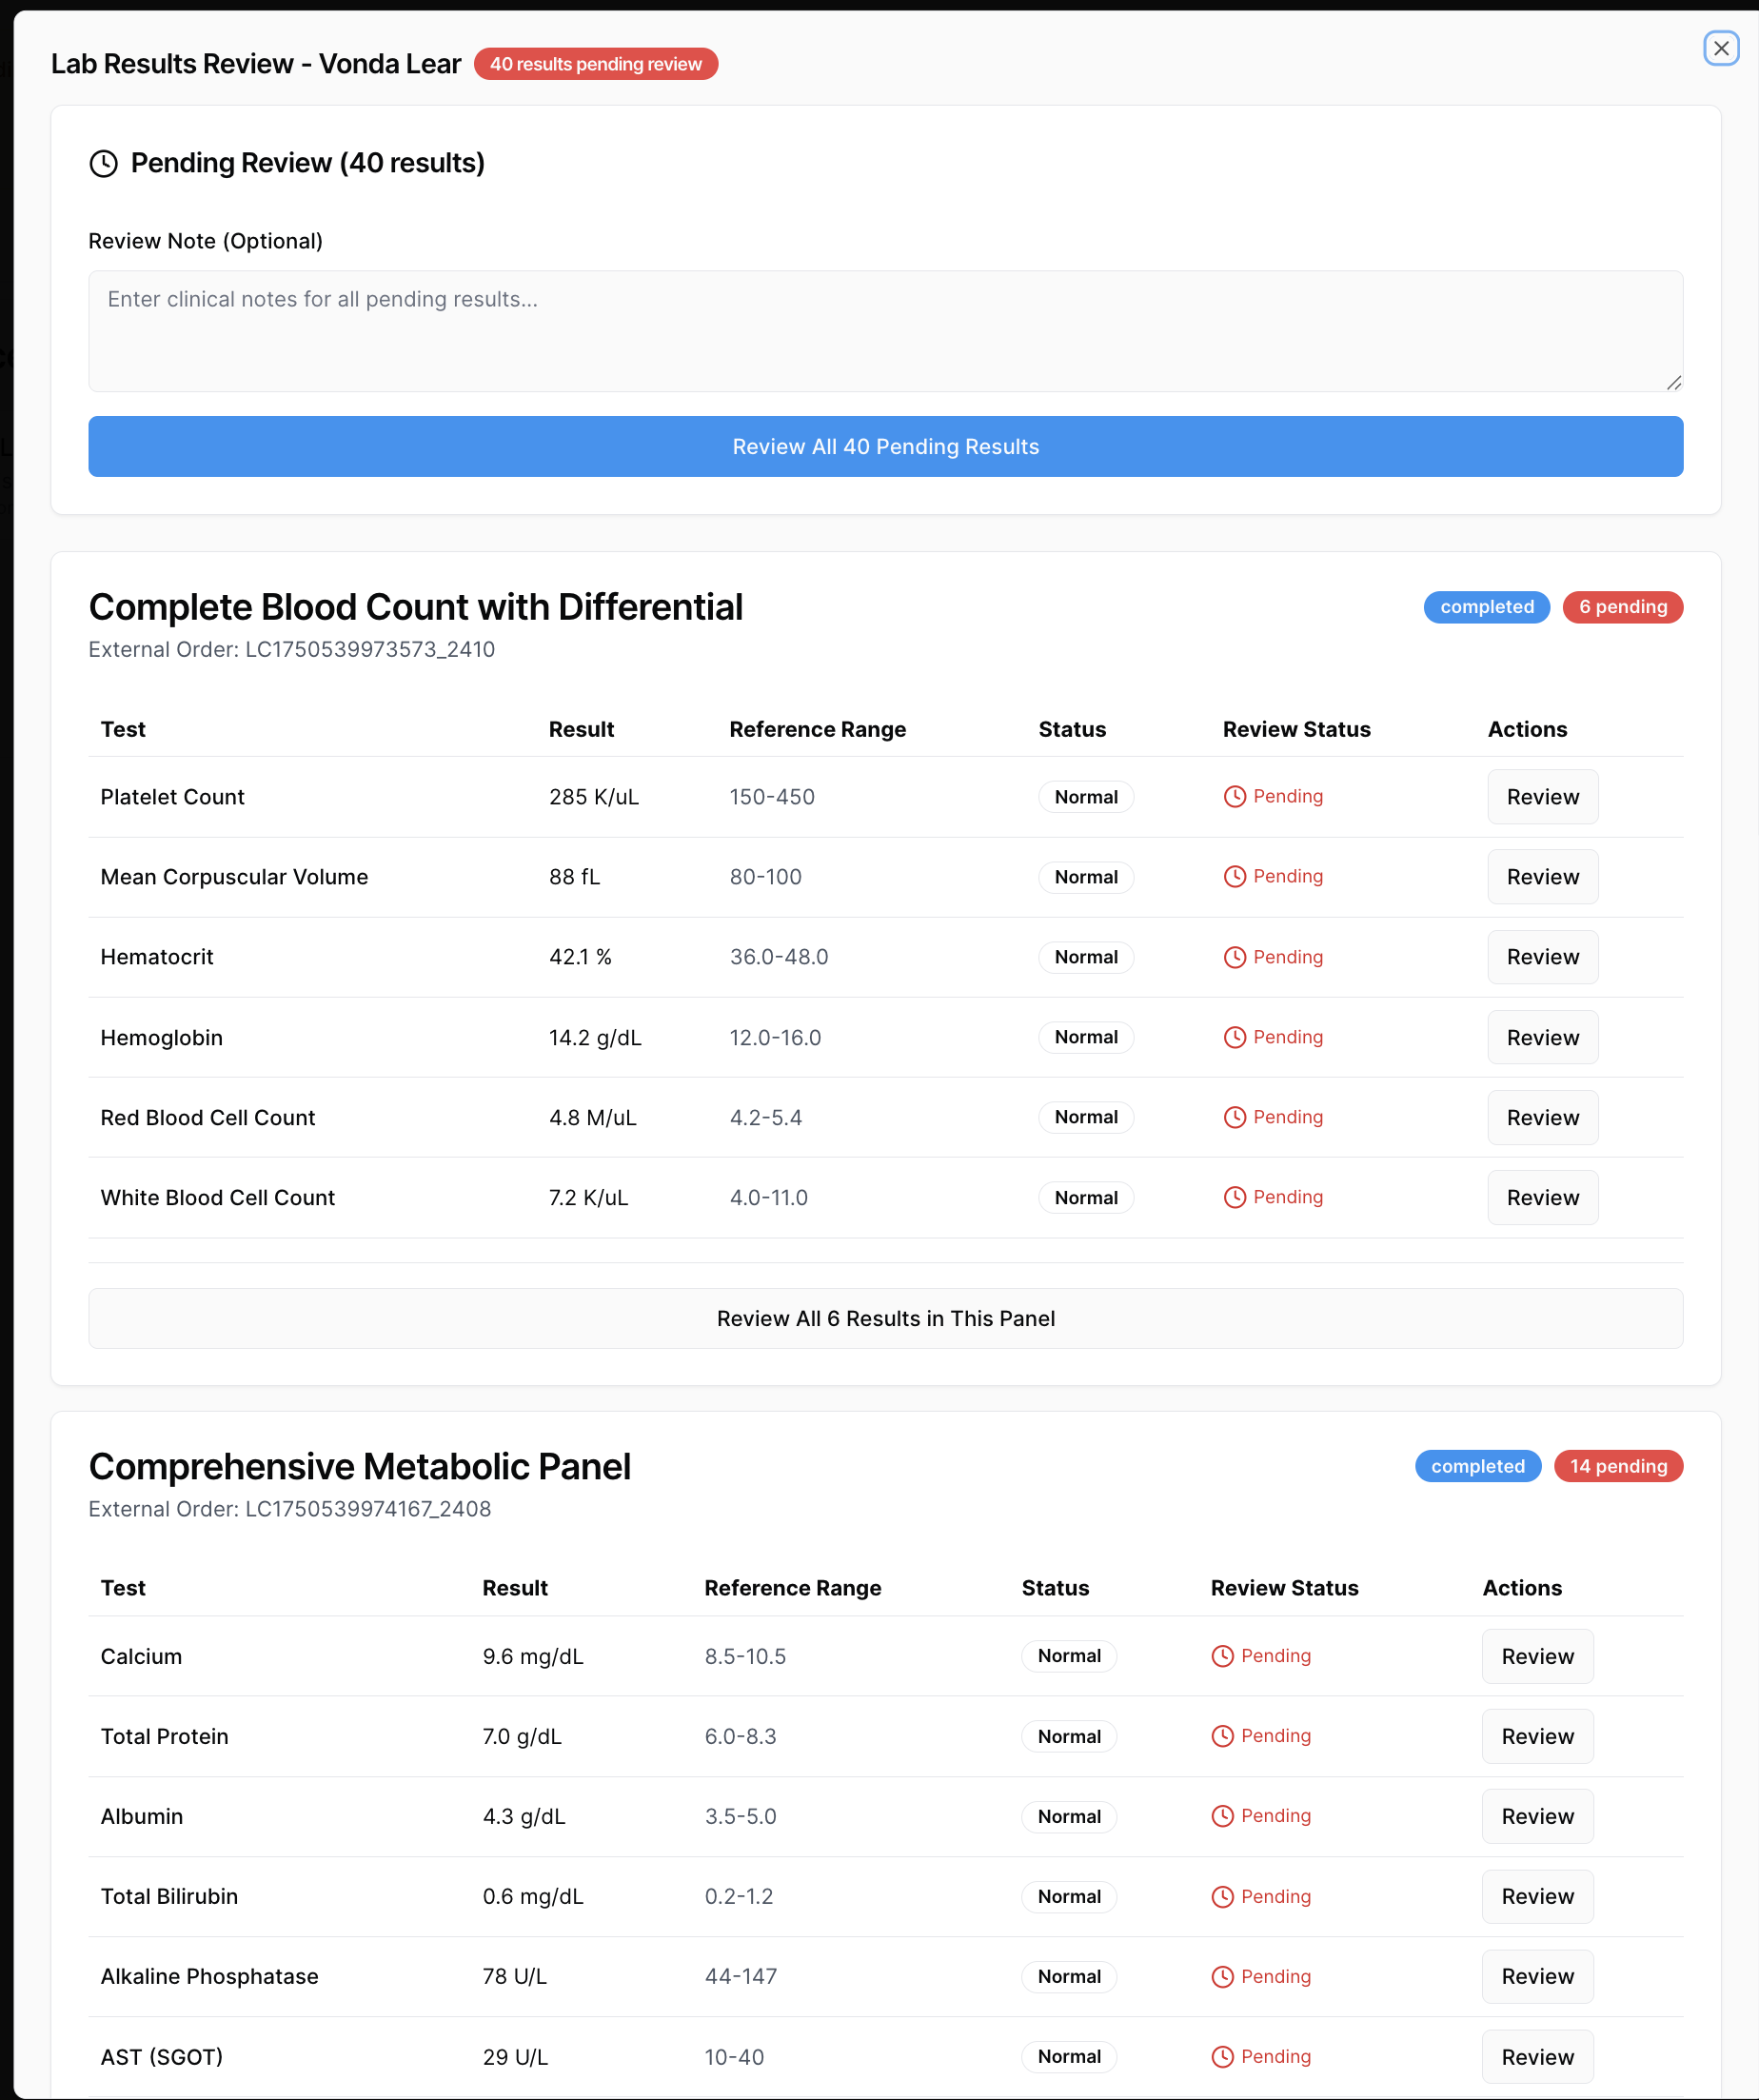 Lab Results Review - Vonda Lear 40 results pending review
Pending Review (40 results)
Review Note (Optional)
Enter clinical notes for all pending results...
Review All 40 Pending Results
Complete Blood Count with Differential completed 6 pending
External Order: LC1750539973573_2410
Test Result Reference Range Status Review Status Actions
Platelet Count 285 K/uL 150-450 Normal Pending Review
Mean Corpuscular Volume 88 fL 80-100 Normal Pending Review
Hematocrit 42.1 % 36.0-48.0 Normal Pending Review
Hemoglobin 14.2 g/dL 12.0-16.0 Normal Pending Review
Red Blood Cell Count 4.8 M/uL 4.2-5.4 Normal Pending Review
White Blood Cell Count 7.2 K/uL 4.0-11.0 Normal Pending Review
Review All 6 Results in This Panel
Comprehensive Metabolic Panel completed 14 pending
External Order: LC1750539974167_2408
Test Result Reference Range Status Review Status Actions
Calcium 9.6 mg/dL 8.5-10.5 Normal Pending Review
Total Protein 7.0 g/dL 6.0-8.3 Normal Pending Review
Albumin 4.3 g/dL 3.5-5.0 Normal Pending Review
Total Bilirubin 0.6 mg/dL 0.2-1.2 Normal Pending Review
Alkaline Phosphatase 78 U/L 44-147 Normal Pending Review
AST (SGOT) 29 U/L 10-40 Normal Pending Review